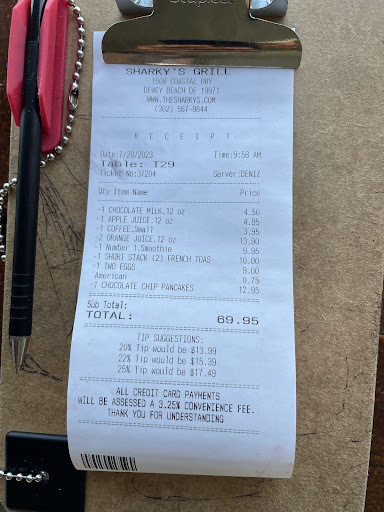 Stapler
SHARKY'S GRILL
1508 COASTAL HWY
DEWEY BEACH DE 19971
WWW.THESHARKYS.COM
(302) 567-9644
RECEIPT
Date:7/28/2023 Time:9:58 AM
Table: T29
Ticket No:37204 Server:DENIZ
Qty Item Name Price
-1 CHOCOLATE MILK.12 oz 4.50
-1 APPLE JUICE.12 oz 4.95
-1 COFFEE.Small 3.95
-2 ORANGE JUICE.12 oz 13.90
-1 Number 1.Smoothie 9.95
-1 SHORT STACK (2) FRENCH TOAS 10.00
-1 TWO EGGS 9.00
American 0.75
-1 CHOCOLATE CHIP PANCAKES 12.95
Sub Total:
TOTAL: 69.95
TIP SUGGESTIONS:
20% Tip would be $13.99
22% Tip would be $15.39
25% Tip would be $17.49
ALL CREDIT CARD PAYMENTS
WILL BE ASSESSED A 3.25% CONVENIENCE FEE.
THANK YOU FOR UNDERSTANDING